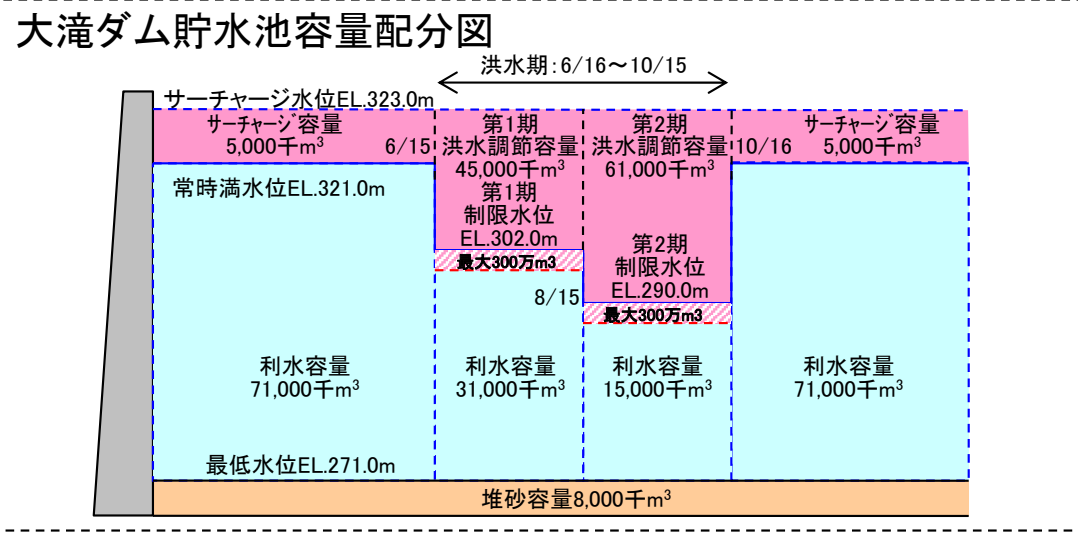 大滝ダム貯水池容量配分図
洪水期:6/16～10/15
サーチャージ水位EL.323.0m
サーチャージ容量
5,000千m³
6/15
第1期
洪水調節容量
45,000千m³
第1期
制限水位
EL.302.0m
最大300万m3
第2期
洪水調節容量
61,000千m³
第2期
制限水位
EL.290.0m
最大300万m3
10/16
サーチャージ容量
5,000千m³
常時満水位EL.321.0m
8/15
利水容量
71,000千m³
利水容量
31,000千m³
利水容量
15,000千m³
利水容量
71,000千m³
最低水位EL.271.0m
堆砂容量8,000千m³